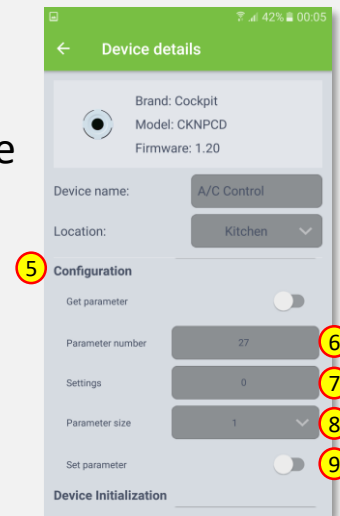 42% 00:05
Device details
Brand: Cockpit
Model: CKNPCD
Firmware: 1.20
e
Device name: A/C Control
Location: Kitchen
5 Configuration
Get parameter
Parameter number 27 6
Settings 0 7
Parameter size 1 8
Set parameter 9
Device Initialization